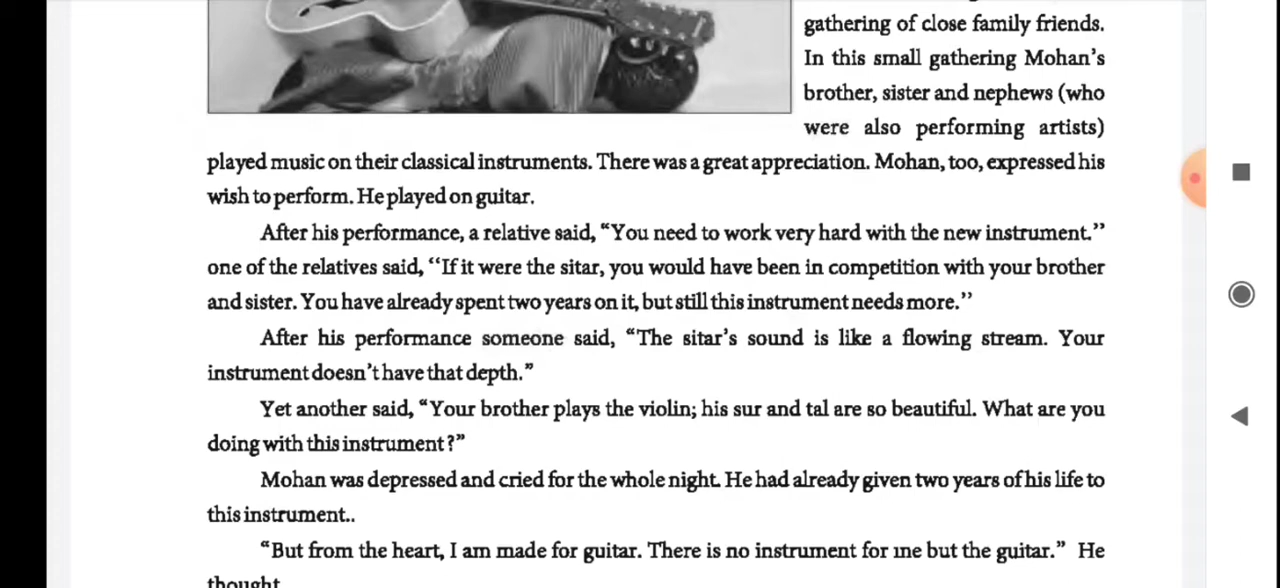 gathering of close family friends.
In this small gathering Mohan's
brother, sister and nephews (who
were also performing artists)
played music on their classical instruments. There was a great appreciation. Mohan, too, expressed his
wish to perform. He played on guitar.
After his performance, a relative said, “You need to work very hard with the new instrument.’’
one of the relatives said, ‘‘If it were the sitar, you would have been in competition with your brother
and sister. You have already spent two years on it, but still this instrument needs more.’’
After his performance someone said, “The sitar's sound is like a flowing stream. Your
instrument doesn't have that depth.”
Yet another said, “Your brother plays the violin; his sur and tal are so beautiful. What are you
doing with this instrument?”
Mohan was depressed and cried for the whole night. He had already given two years of his life to
this instrument..
“But from the heart, I am made for guitar. There is no instrument for me but the guitar.” He
thought